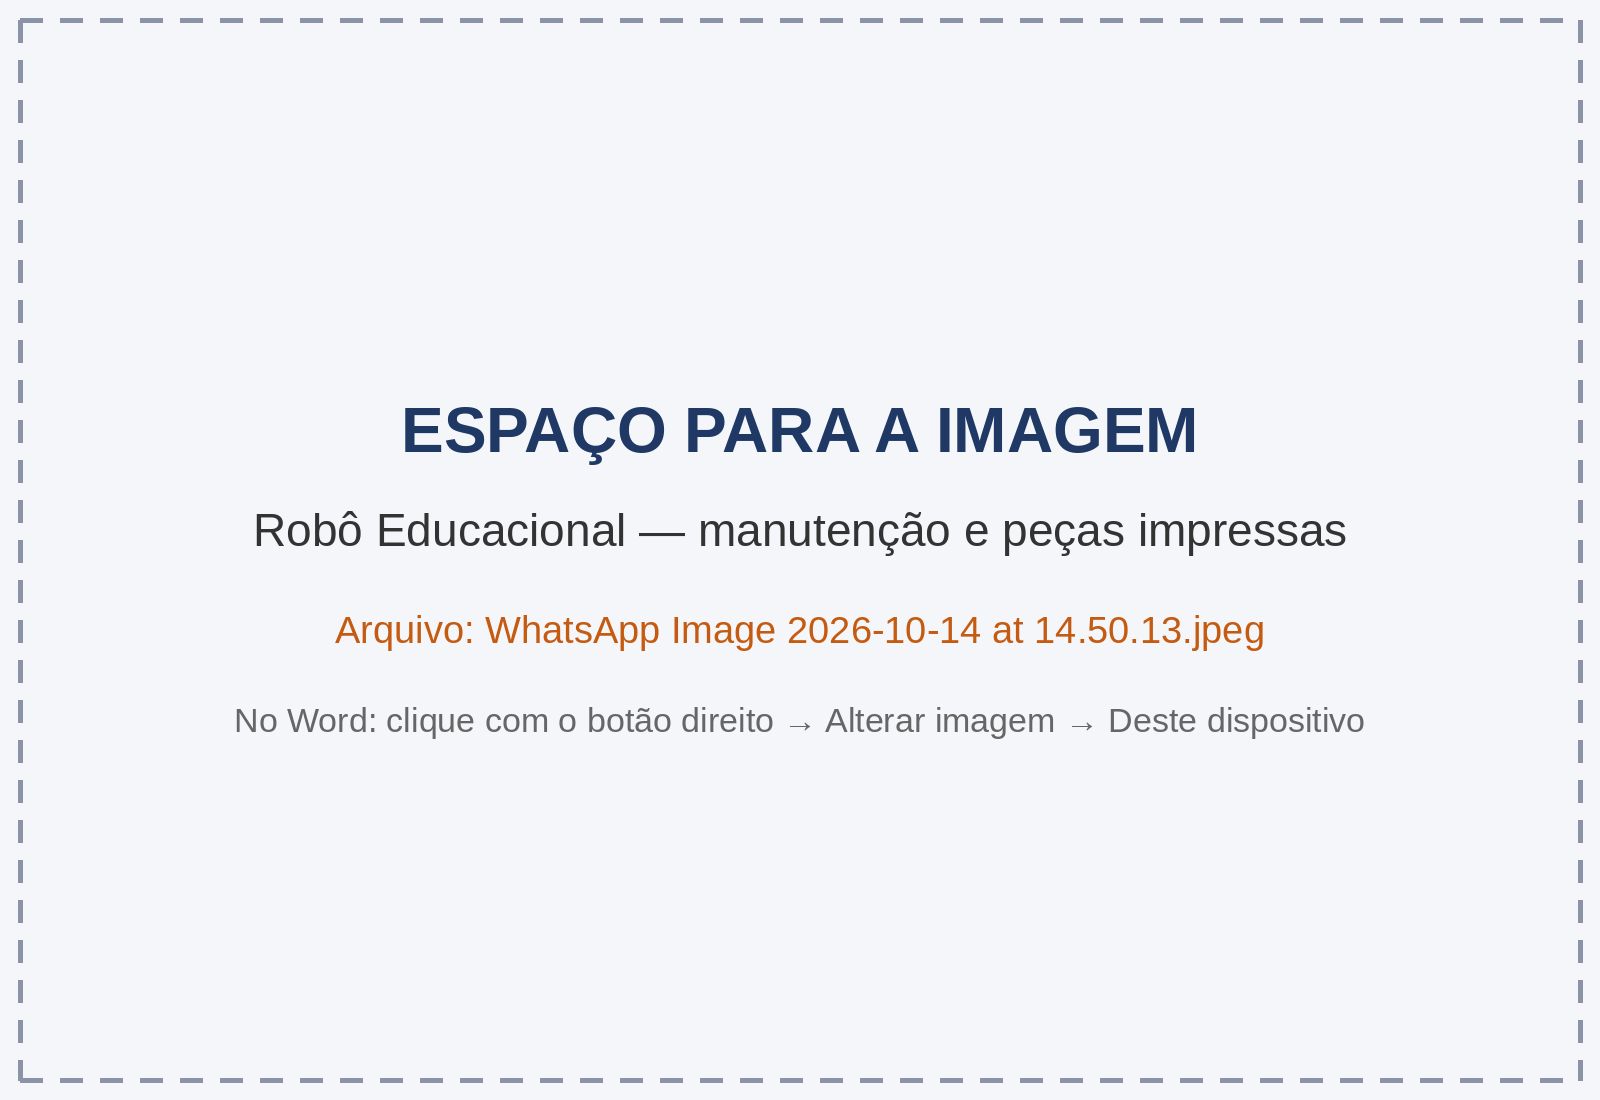 ESPAÇO PARA A IMAGEM
Robô Educacional — manutenção e peças impressas
Arquivo: WhatsApp Image 2026-10-14 at 14.50.13.jpeg
No Word: clique com o botão direito → Alterar imagem → Deste dispositivo